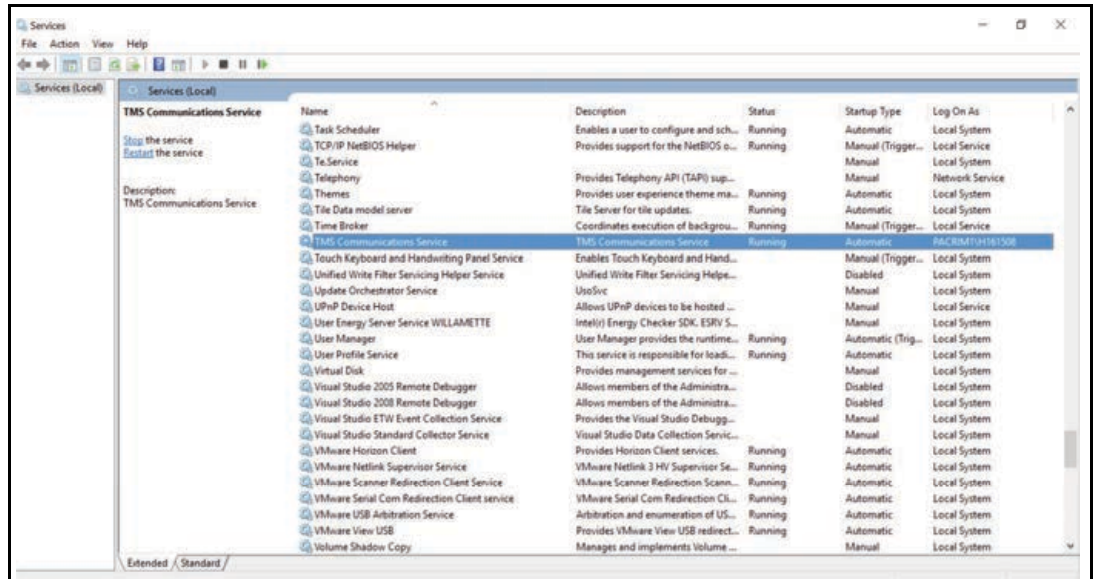 Services
File Action View Help
Services (Local)
Services (Local)
TMS Communications Service
Stop the service
Restart the service
Description:
TMS Communications Service
Name Description Status Startup Type Log On As
Task Scheduler Enables a user to configure and sch... Running Automatic Local System
TCP/IP NetBIOS Helper Provides support for the NetBIOS o... Running Manual (Trigger... Local Service
Te.Service Manual Local System
Telephony Provides Telephony API (TAPI) sup... Manual Network Service
Themes Provides user experience theme ma... Running Automatic Local System
Tile Data model server Tile Server for tile updates. Running Automatic Local System
Time Broker Coordinates execution of backgrou... Running Manual (Trigger... Local Service
TMS Communications Service TMS Communications Service Running Automatic PACRIM1\H161508
Touch Keyboard and Handwriting Panel Service Enables Touch Keyboard and Hand... Manual (Trigger... Local System
Unified Write Filter Servicing Helper Service Unified Write Filter Servicing Helpe... Disabled Local System
Update Orchestrator Service UsoSvc Manual Local System
UPnP Device Host Allows UPnP devices to be hosted ... Manual Local Service
User Energy Server Service WILLAMETTE Intel(r) Energy Checker SDK. ESRV S... Manual Local System
User Manager User Manager provides the runtime... Running Automatic (Trig... Local System
User Profile Service This service is responsible for loadi... Running Automatic Local System
Virtual Disk Provides management services for ... Manual Local System
Visual Studio 2005 Remote Debugger Allows members of the Administra... Disabled Local System
Visual Studio 2008 Remote Debugger Allows members of the Administra... Disabled Local System
Visual Studio ETW Event Collection Service Provides the Visual Studio Debugg... Manual Local System
Visual Studio Standard Collector Service Visual Studio Data Collection Servic... Manual Local System
VMware Horizon Client Provides Horizon Client services. Running Automatic Local System
VMware Netlink Supervisor Service VMware Netlink 3 HV Supervisor Se... Running Automatic Local System
VMware Scanner Redirection Client Service VMware Scanner Redirection Scann... Running Automatic Local System
VMware Serial Com Redirection Client service VMware Serial Com Redirection Cli... Running Automatic Local System
VMware USB Arbitration Service Arbitration and enumeration of US... Running Automatic Local System
VMware View USB Provides VMware View USB redirect... Running Automatic Local System
Volume Shadow Copy Manages and implements Volume ... Manual Local System
Extended Standard